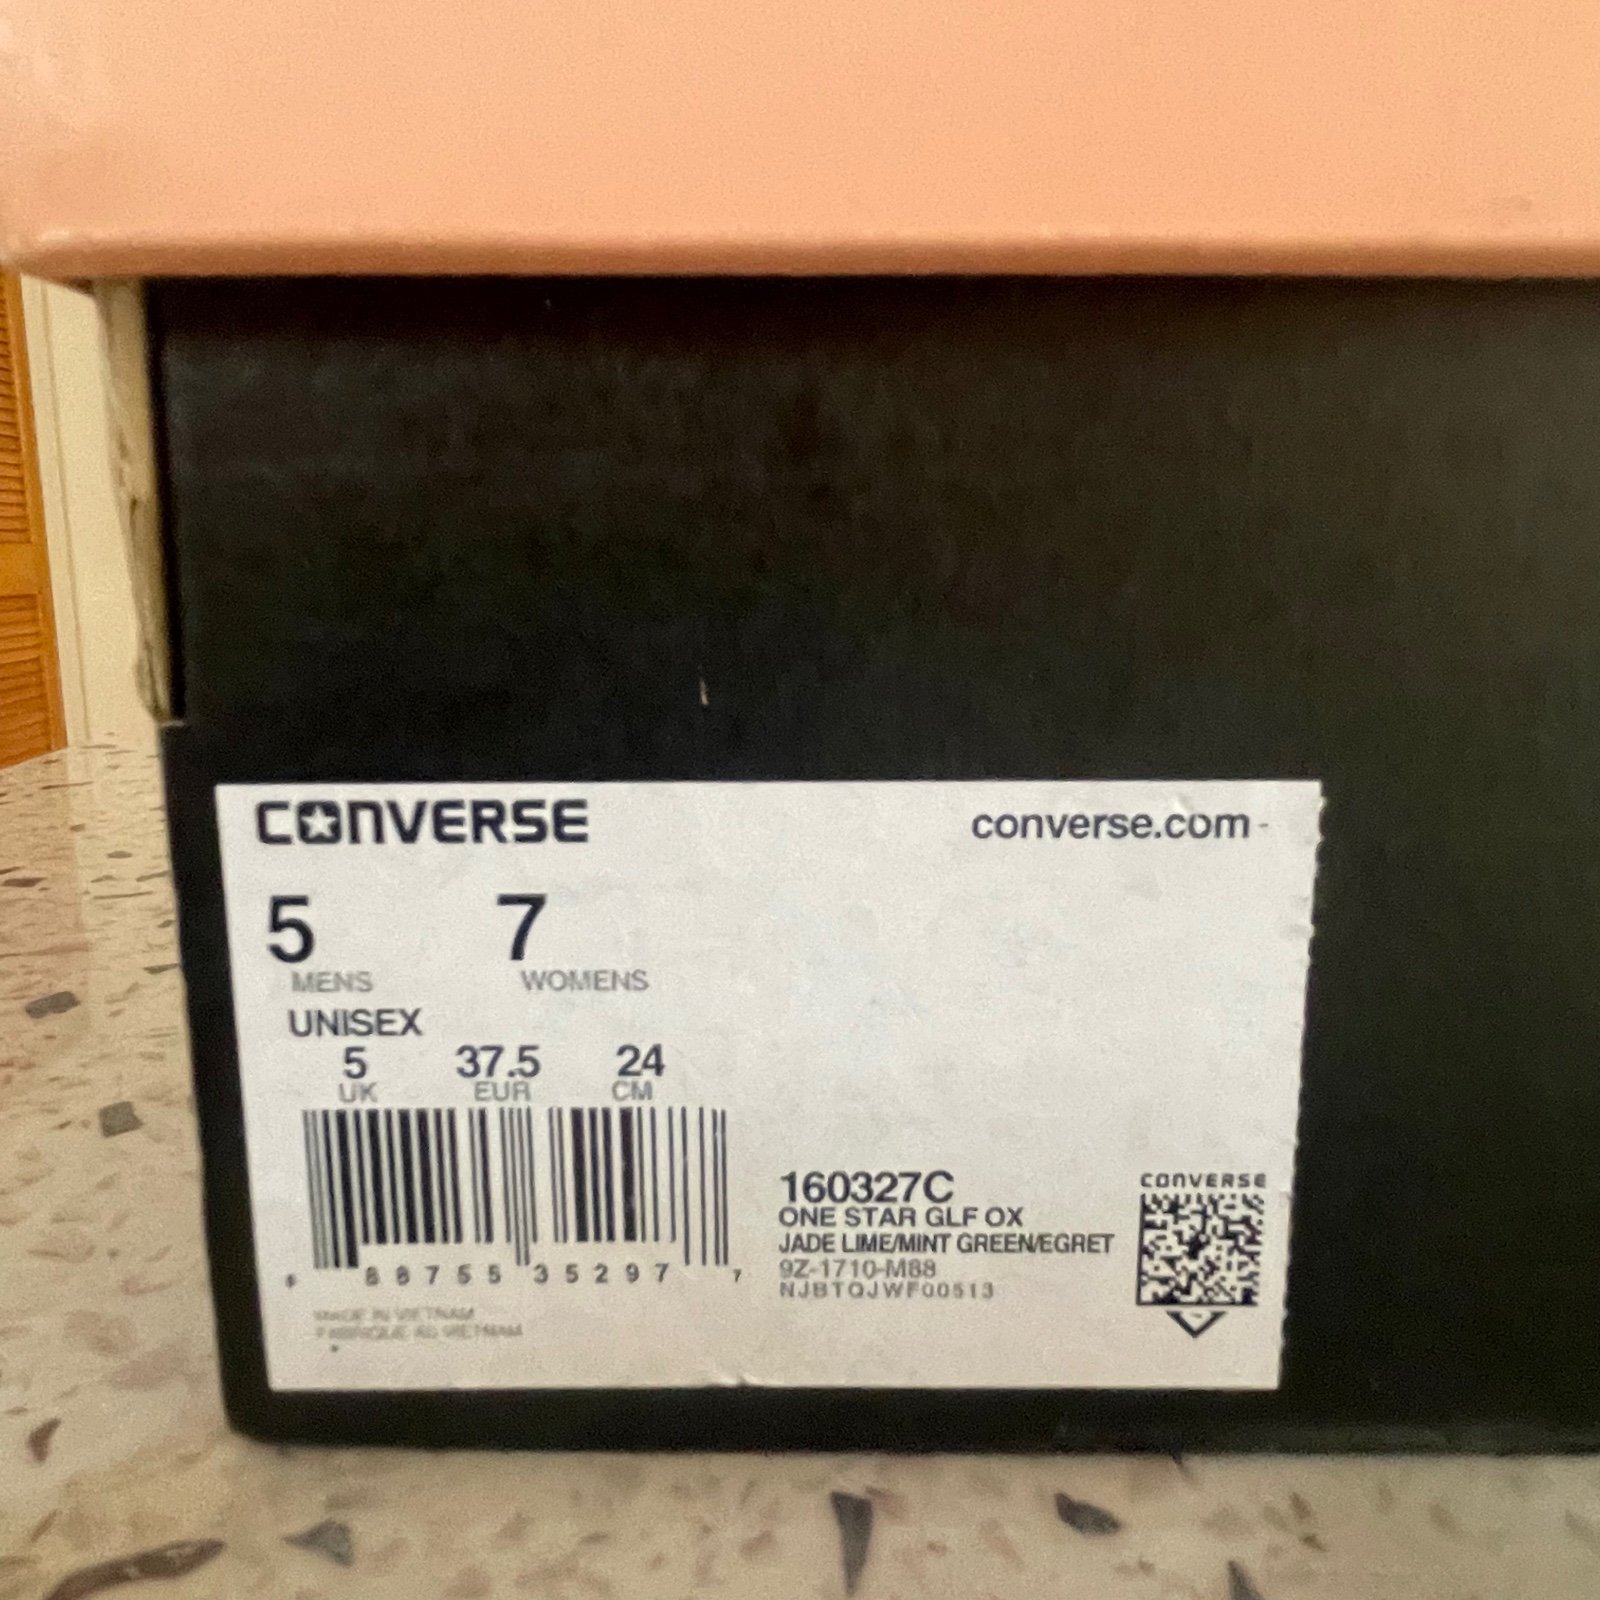 CONVERSE
converse.com
5 7
MENS WOMENS
UNISEX
5 37.5 24
UK EUR CM
88755 35297 7
160327C
ONE STAR GLF OX
JADE LIME/MINT GREEN/EGRET
9Z-1710-M88
NJBTQJWF00513
CONVERSE
MADE IN VIETNAM
FABRIQUE AU VIETNAM